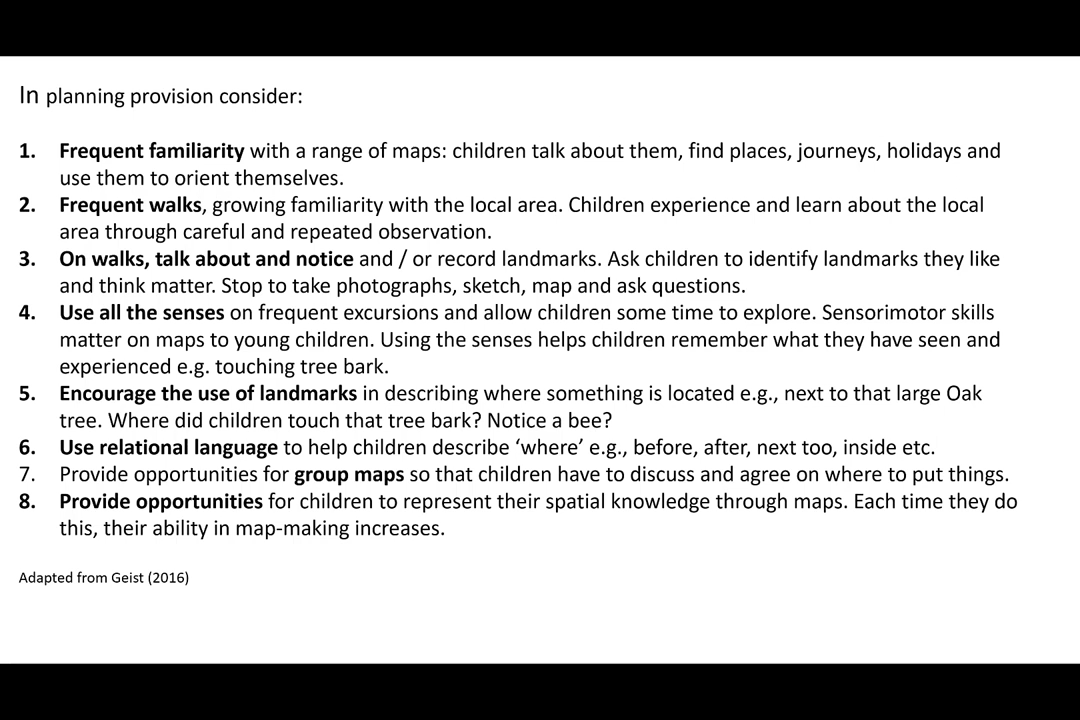 In planning provision consider:
1. Frequent familiarity with a range of maps: children talk about them, find places, journeys, holidays and
use them to orient themselves.
2. Frequent walks, growing familiarity with the local area. Children experience and learn about the local
area through careful and repeated observation.
3. On walks, talk about and notice and / or record landmarks. Ask children to identify landmarks they like
and think matter. Stop to take photographs, sketch, map and ask questions.
4. Use all the senses on frequent excursions and allow children some time to explore. Sensorimotor skills
matter on maps to young children. Using the senses helps children remember what they have seen and
experienced e.g. touching tree bark.
5. Encourage the use of landmarks in describing where something is located e.g., next to that large Oak
tree. Where did children touch that tree bark? Notice a bee?
6. Use relational language to help children describe ‘where’ e.g., before, after, next too, inside etc.
7. Provide opportunities for group maps so that children have to discuss and agree on where to put things.
8. Provide opportunities for children to represent their spatial knowledge through maps. Each time they do
this, their ability in map-making increases.
Adapted from Geist (2016)